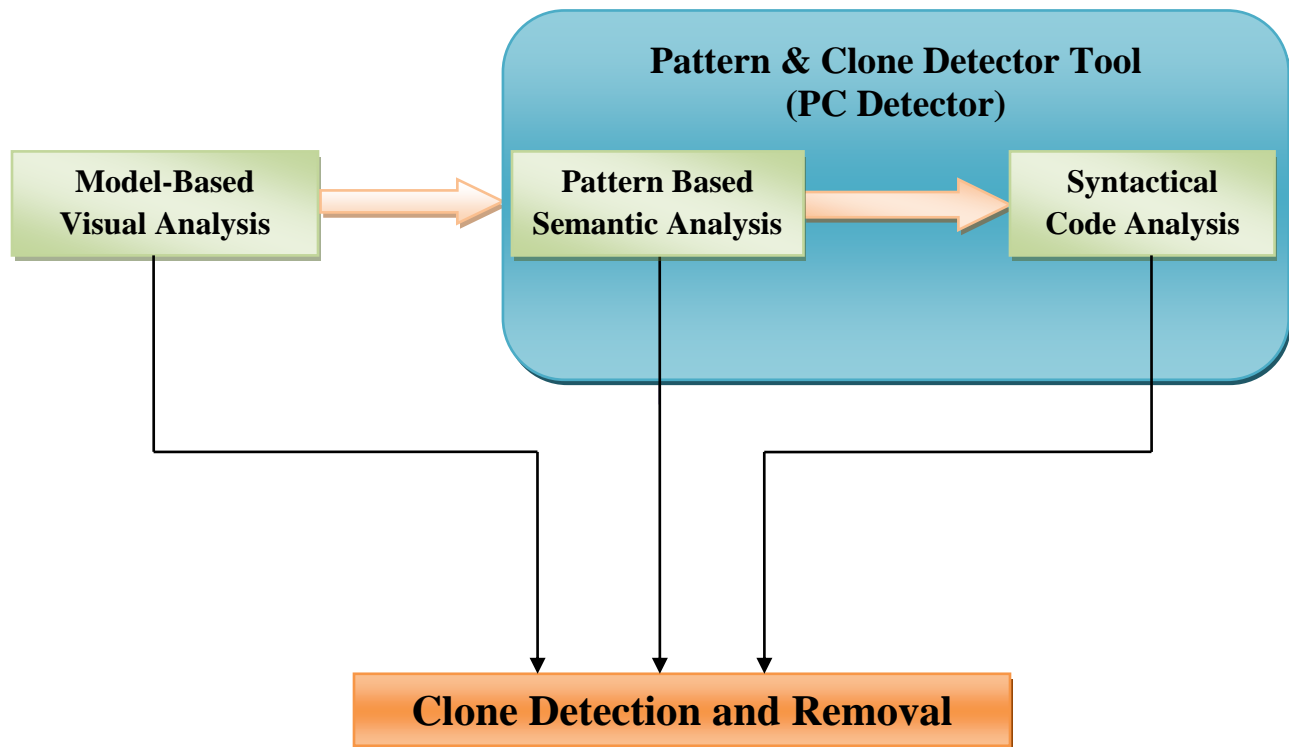 Pattern & Clone Detector Tool
(PC Detector)
Model-Based
Visual Analysis
Pattern Based
Semantic Analysis
Syntactical
Code Analysis
Clone Detection and Removal